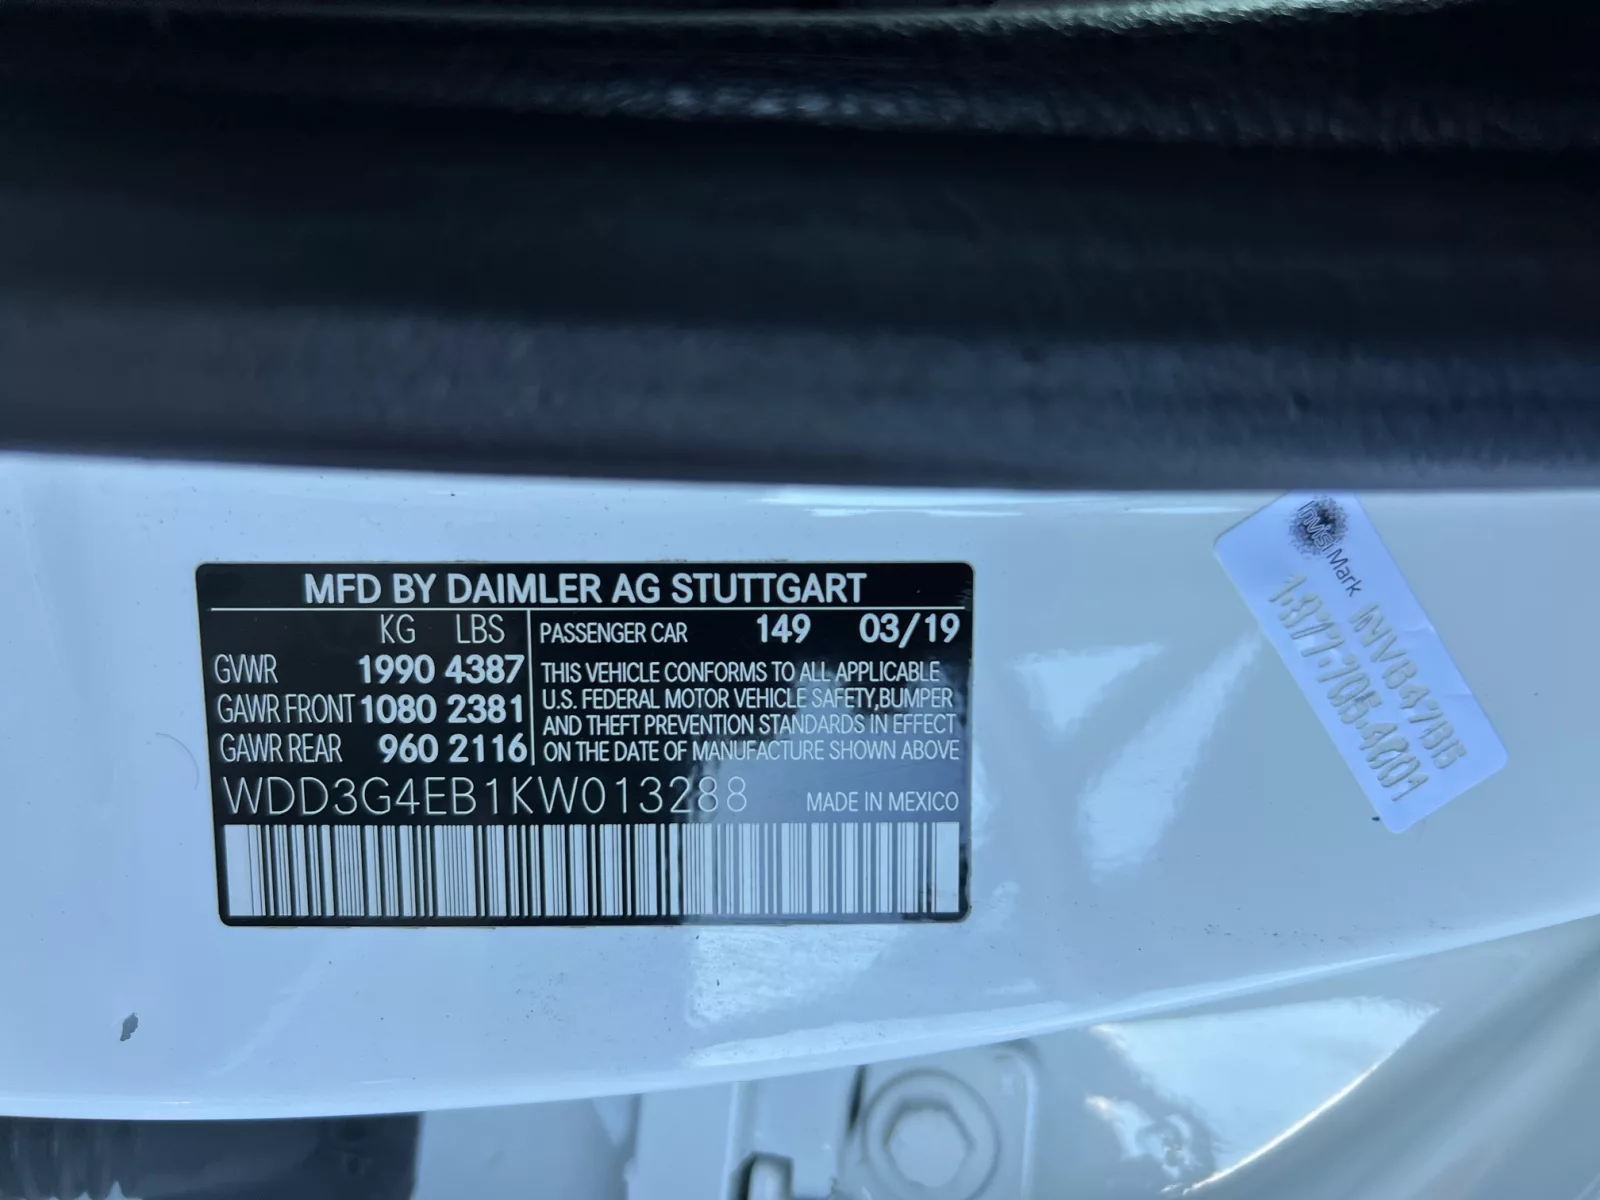 MFD BY DAIMLER AG STUTTGART
KG LBS
GVWR 1990 4387
GAWR FRONT 1080 2381
GAWR REAR 960 2116
PASSENGER CAR 149 03/19
THIS VEHICLE CONFORMS TO ALL APPLICABLE
U.S. FEDERAL MOTOR VEHICLE SAFETY,BUMPER
AND THEFT PREVENTION STANDARDS IN EFFECT
ON THE DATE OF MANUFACTURE SHOWN ABOVE
WDD3G4EB1KW013288 MADE IN MEXICO
InVisiMark
1.877.705.4001